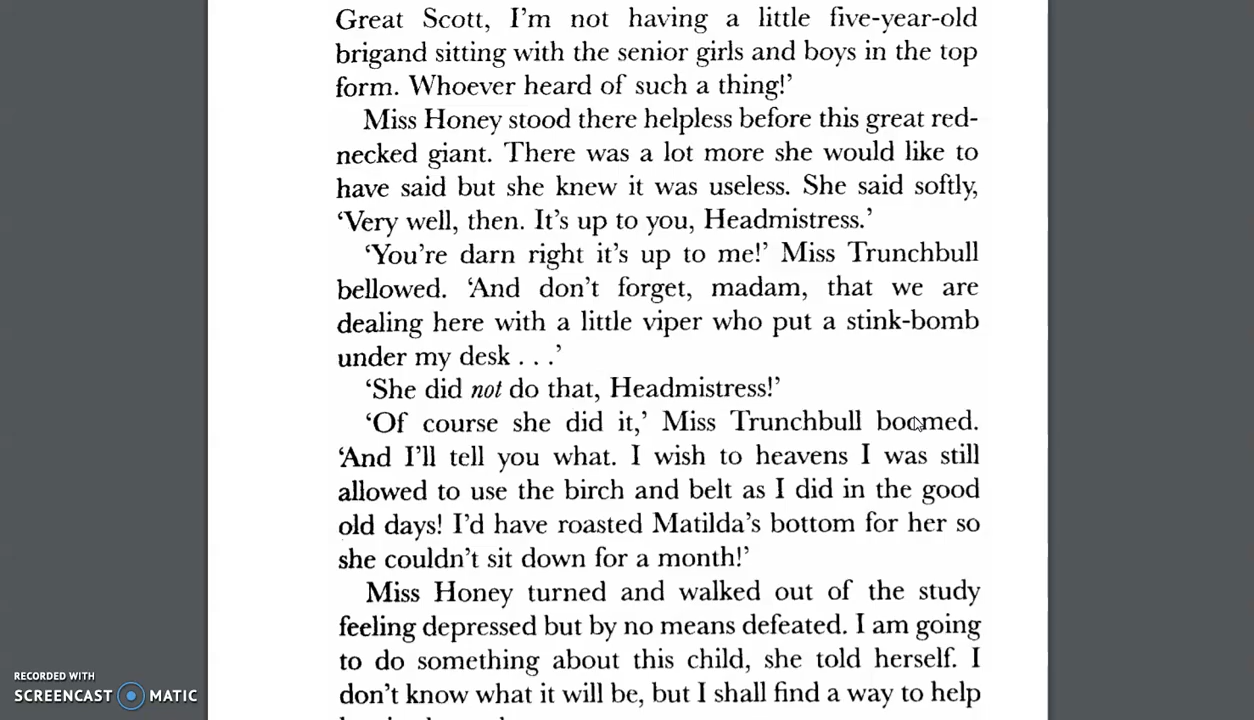 Great Scott, I'm not having a little five-year-old
brigand sitting with the senior girls and boys in the top
form. Whoever heard of such a thing!’
Miss Honey stood there helpless before this great red-
necked giant. There was a lot more she would like to
have said but she knew it was useless. She said softly,
‘Very well, then. It's up to you, Headmistress.’
‘You're darn right it's up to me!’ Miss Trunchbull
bellowed. ‘And don't forget, madam, that we are
dealing here with a little viper who put a stink-bomb
under my desk . . .’
‘She did not do that, Headmistress!’
‘Of course she did it,’ Miss Trunchbull boomed.
‘And I'll tell you what. I wish to heavens I was still
allowed to use the birch and belt as I did in the good
old days! I'd have roasted Matilda's bottom for her so
she couldn't sit down for a month!’
Miss Honey turned and walked out of the study
feeling depressed but by no means defeated. I am going
to do something about this child, she told herself. I
don't know what it will be, but I shall find a way to help
RECORDED WITH
SCREENCAST MATIC